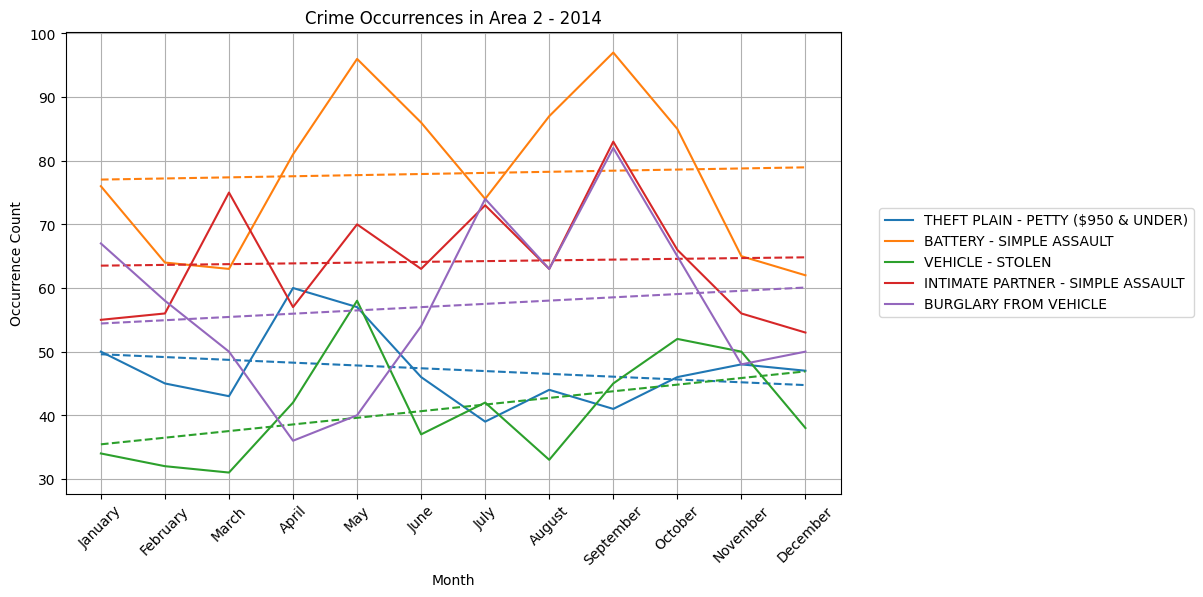 Crime Occurrences in Area 2 - 2014
Occurrence Count
100
90
80
70
60
50
40
30
January
February
March
April
May
June
July
August
September
October
November
December
Month
THEFT PLAIN - PETTY ($950 & UNDER)
BATTERY - SIMPLE ASSAULT
VEHICLE - STOLEN
INTIMATE PARTNER - SIMPLE ASSAULT
BURGLARY FROM VEHICLE